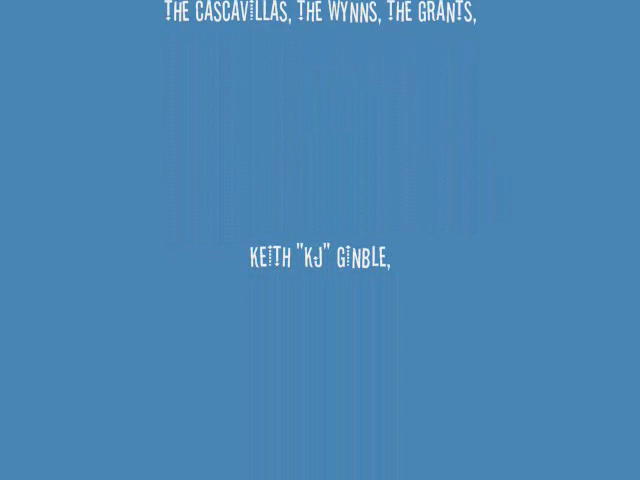 THE CASCAVILLAS, THE WYNNS, THE GRANTS,
KEITH "KJ" GINBLE,